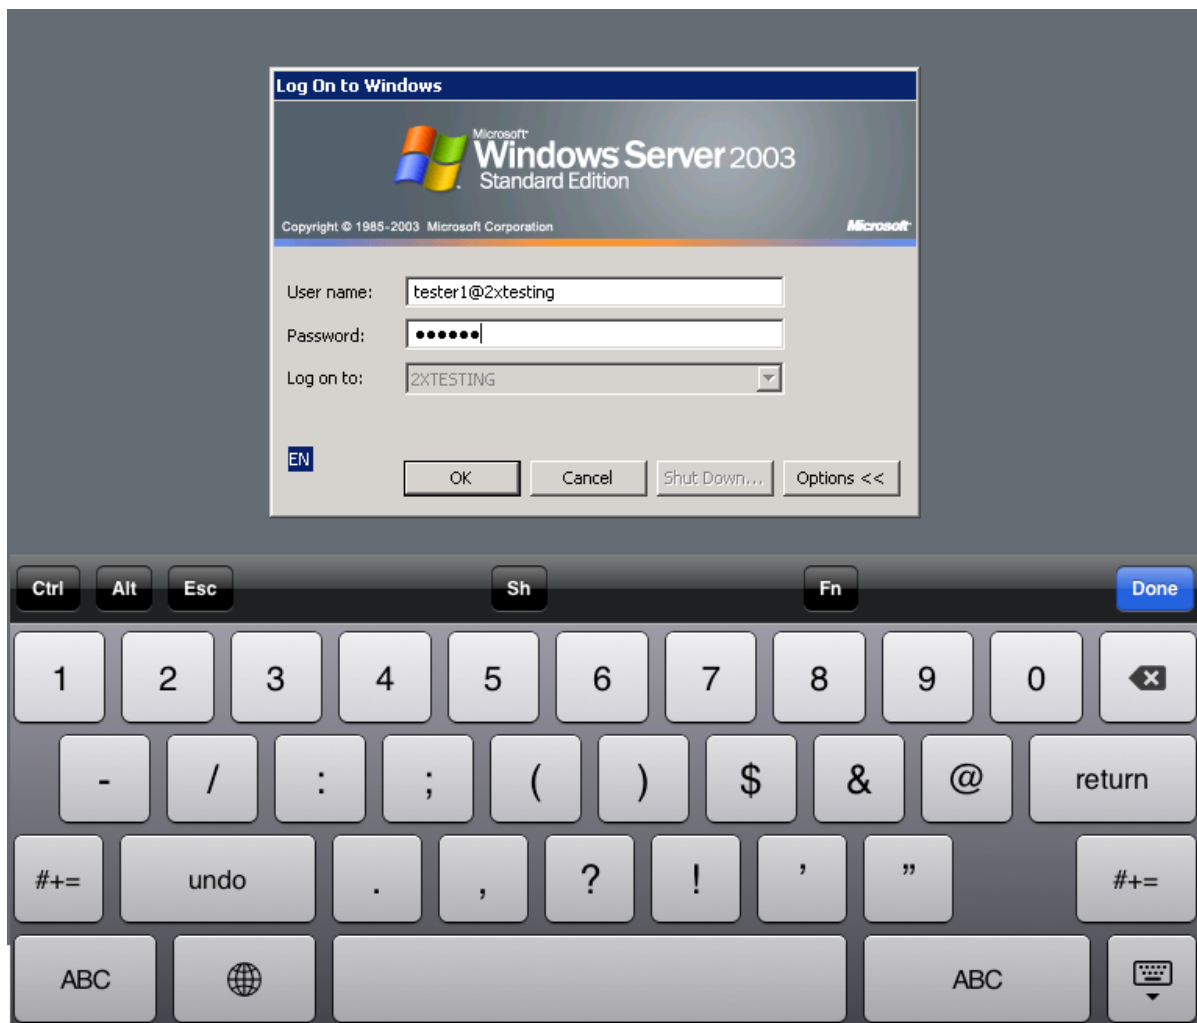 Log On to Windows
Microsoft
Windows Server 2003
Standard Edition
Copyright © 1985-2003 Microsoft Corporation Microsoft
User name: tester1@2xtesting
Password: ●●●●●●
Log on to: 2XTESTING
EN OK Cancel Shut Down... Options <<
Ctrl Alt Esc Sh Fn Done
1 2 3 4 5 6 7 8 9 0
- / : ; ( ) $ & @ return
#+= undo . , ? ! ’ ” #+=
ABC ABC